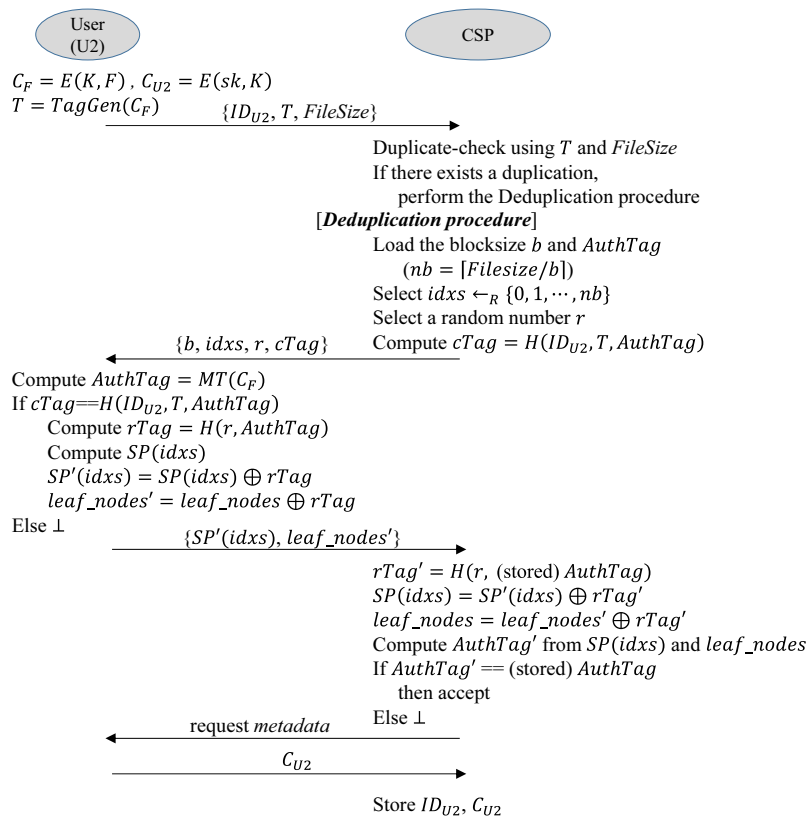 User
(U2)
CSP
𝐶_𝐹 = 𝐸(𝐾, 𝐹) , 𝐶_𝑈2 = 𝐸(𝑠𝑘, 𝐾)
𝑇 = 𝑇𝑎𝑔𝐺𝑒𝑛(𝐶_𝐹)
{𝐼𝐷_𝑈2, 𝑇, 𝐹𝑖𝑙𝑒𝑆𝑖𝑧𝑒}
Duplicate-check using 𝑇 and FileSize
If there exists a duplication,
perform the Deduplication procedure
[Deduplication procedure]
Load the blocksize 𝑏 and 𝐴𝑢𝑡ℎ𝑇𝑎𝑔
(𝑛𝑏 = ⌈𝐹𝑖𝑙𝑒𝑠𝑖𝑧𝑒/𝑏⌉)
Select 𝑖𝑑𝑥𝑠 ←_𝑅 {0, 1, ⋯ , 𝑛𝑏}
Select a random number 𝑟
Compute 𝑐𝑇𝑎𝑔 = 𝐻(𝐼𝐷_𝑈2, 𝑇, 𝐴𝑢𝑡ℎ𝑇𝑎𝑔)
{𝑏, 𝑖𝑑𝑥𝑠, 𝑟, 𝑐𝑇𝑎𝑔}
Compute 𝐴𝑢𝑡ℎ𝑇𝑎𝑔 = 𝑀𝑇(𝐶_𝐹)
If 𝑐𝑇𝑎𝑔==𝐻(𝐼𝐷_𝑈2, 𝑇, 𝐴𝑢𝑡ℎ𝑇𝑎𝑔)
Compute 𝑟𝑇𝑎𝑔 = 𝐻(𝑟, 𝐴𝑢𝑡ℎ𝑇𝑎𝑔)
Compute 𝑆𝑃(𝑖𝑑𝑥𝑠)
𝑆𝑃′(𝑖𝑑𝑥𝑠) = 𝑆𝑃(𝑖𝑑𝑥𝑠) ⊕ 𝑟𝑇𝑎𝑔
𝑙𝑒𝑎𝑓_𝑛𝑜𝑑𝑒𝑠′ = 𝑙𝑒𝑎𝑓_𝑛𝑜𝑑𝑒𝑠 ⊕ 𝑟𝑇𝑎𝑔
Else ⊥
{𝑆𝑃′(𝑖𝑑𝑥𝑠), 𝑙𝑒𝑎𝑓_𝑛𝑜𝑑𝑒𝑠′}
𝑟𝑇𝑎𝑔′ = 𝐻(𝑟, (stored) 𝐴𝑢𝑡ℎ𝑇𝑎𝑔)
𝑆𝑃(𝑖𝑑𝑥𝑠) = 𝑆𝑃′(𝑖𝑑𝑥𝑠) ⊕ 𝑟𝑇𝑎𝑔′
𝑙𝑒𝑎𝑓_𝑛𝑜𝑑𝑒𝑠 = 𝑙𝑒𝑎𝑓_𝑛𝑜𝑑𝑒𝑠′ ⊕ 𝑟𝑇𝑎𝑔′
Compute 𝐴𝑢𝑡ℎ𝑇𝑎𝑔′ from 𝑆𝑃(𝑖𝑑𝑥𝑠) and 𝑙𝑒𝑎𝑓_𝑛𝑜𝑑𝑒𝑠
If 𝐴𝑢𝑡ℎ𝑇𝑎𝑔′ == (stored) 𝐴𝑢𝑡ℎ𝑇𝑎𝑔
then accept
Else ⊥
request metadata
𝐶_𝑈2
Store 𝐼𝐷_𝑈2, 𝐶_𝑈2